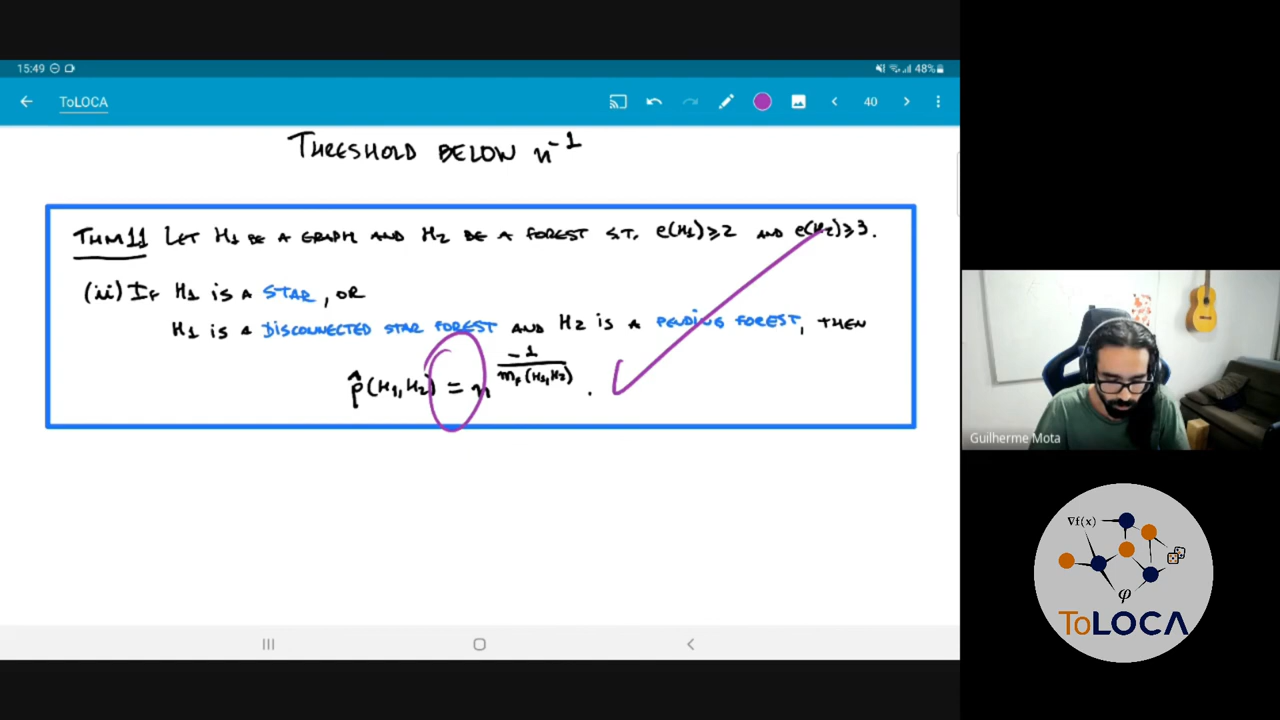 15:49
48%
ToLOCA
40
THRESHOLD BELOW n⁻¹
THM 11 LET H₁ BE A GRAPH AND H₂ BE A FOREST S.T. e(H₁)≥2 AND e(H₂)≥3.
(ii) IF H₁ IS A STAR, OR
H₁ IS A DISCONNECTED STAR FOREST AND H₂ IS A PENDING FOREST, THEN
p̂(H₁,H₂) = n^(-1/m_p(H₁,H₂)).
Guilherme Mota
∇f(x)
φ
ToLOCA